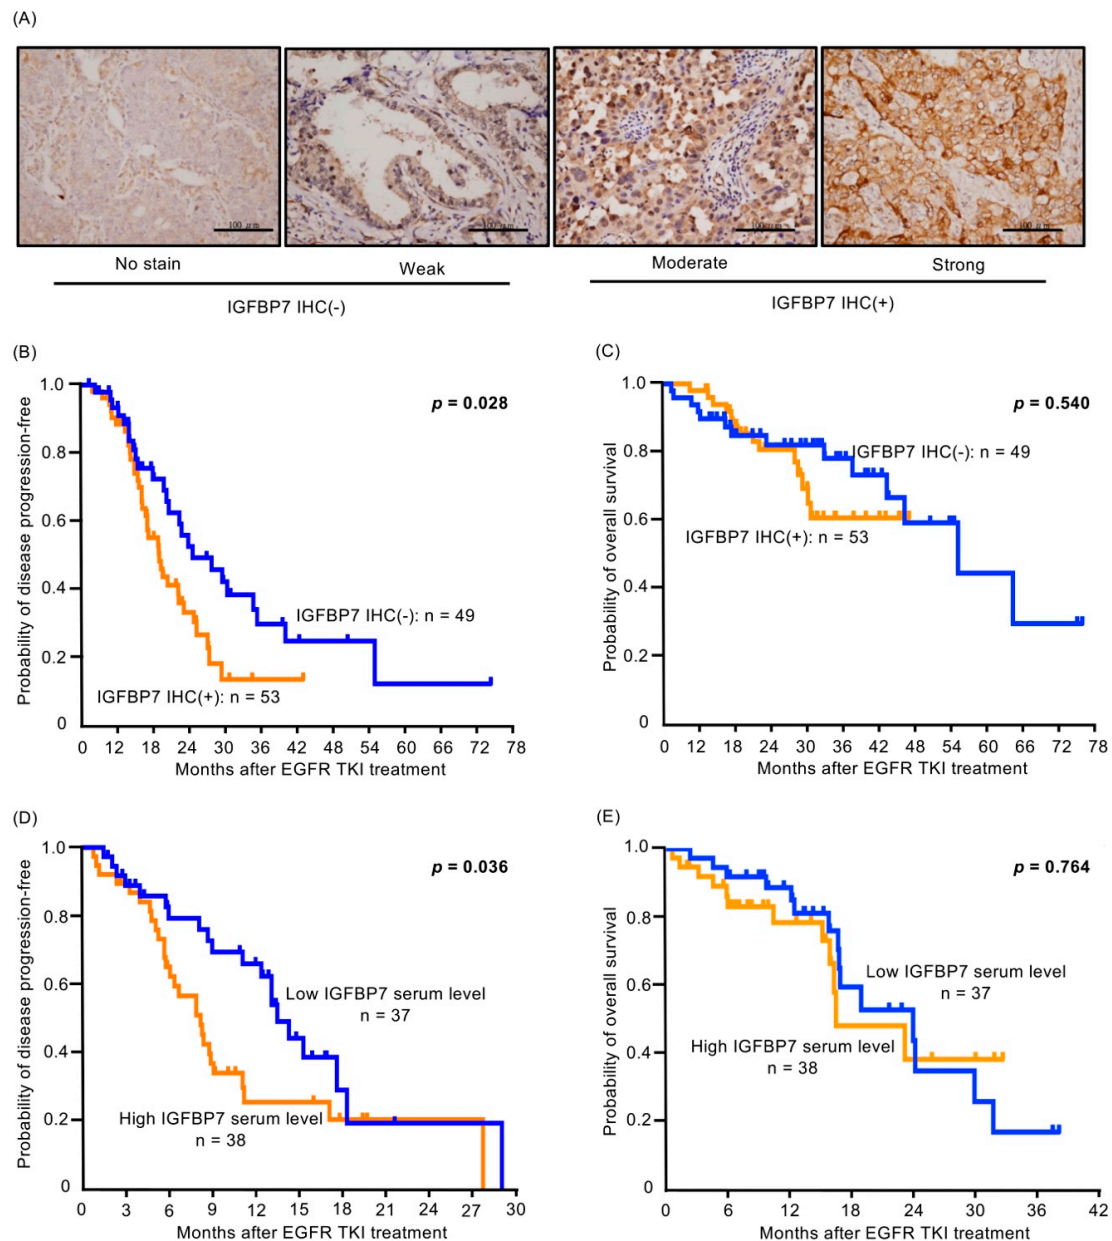 (A)
100 μm
100 μm
100 μm
100 μm
No stain
Weak
Moderate
Strong
IGFBP7 IHC(-)
IGFBP7 IHC(+)
(B)
1.0
0.8
0.6
0.4
0.2
0
Probability of disease progression-free
p = 0.028
IGFBP7 IHC(-): n = 49
IGFBP7 IHC(+): n = 53
0 12 18 24 30 36 42 54 60 66 72 78
Months after EGFR TKI treatment
(C)
1.0
0.8
0.6
0.4
0.2
0
Probability of overall survival
p = 0.540
IGFBP7 IHC(-): n = 49
IGFBP7 IHC(+): n = 53
0 12 18 24 30 36 42 54 60 66 72 78
Months after EGFR TKI treatment
(D)
1.0
0.8
0.6
0.4
0.2
0
Probability of disease progression-free
p = 0.036
Low IGFBP7 serum level
n = 37
High IGFBP7 serum level
n = 38
0 3 6 9 12 15 18 21 24 27 30
Months after EGFR TKI treatment
(E)
1.0
0.8
0.6
0.4
0.2
0
Probability of overall survival
p = 0.764
Low IGFBP7 serum level
n = 37
High IGFBP7 serum level
n = 38
0 6 12 18 24 30 36 42
Months after EGFR TKI treatment